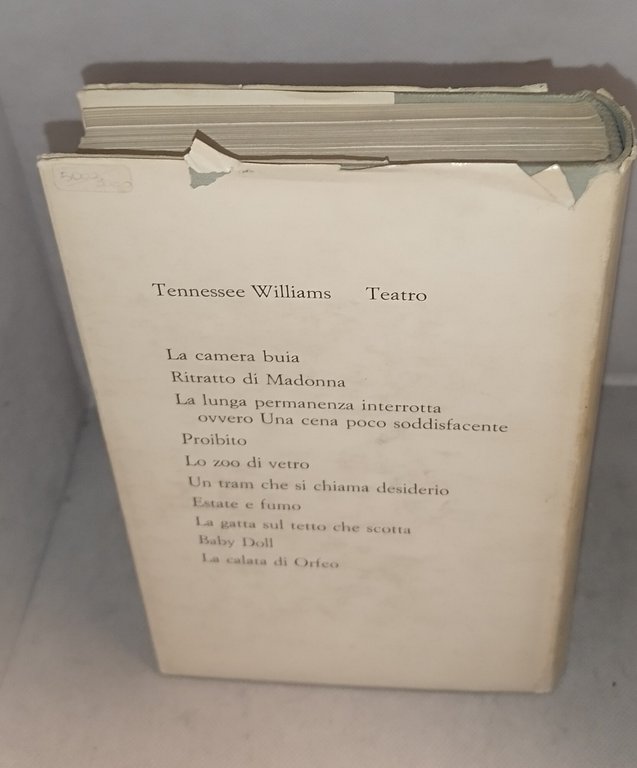 Tennessee Williams Teatro
La camera buia
Ritratto di Madonna
La lunga permanenza interrotta
ovvero Una cena poco soddisfacente
Proibito
Lo zoo di vetro
Un tram che si chiama desiderio
Estate e fumo
La gatta sul tetto che scotta
Baby Doll
La calata di Orfeo